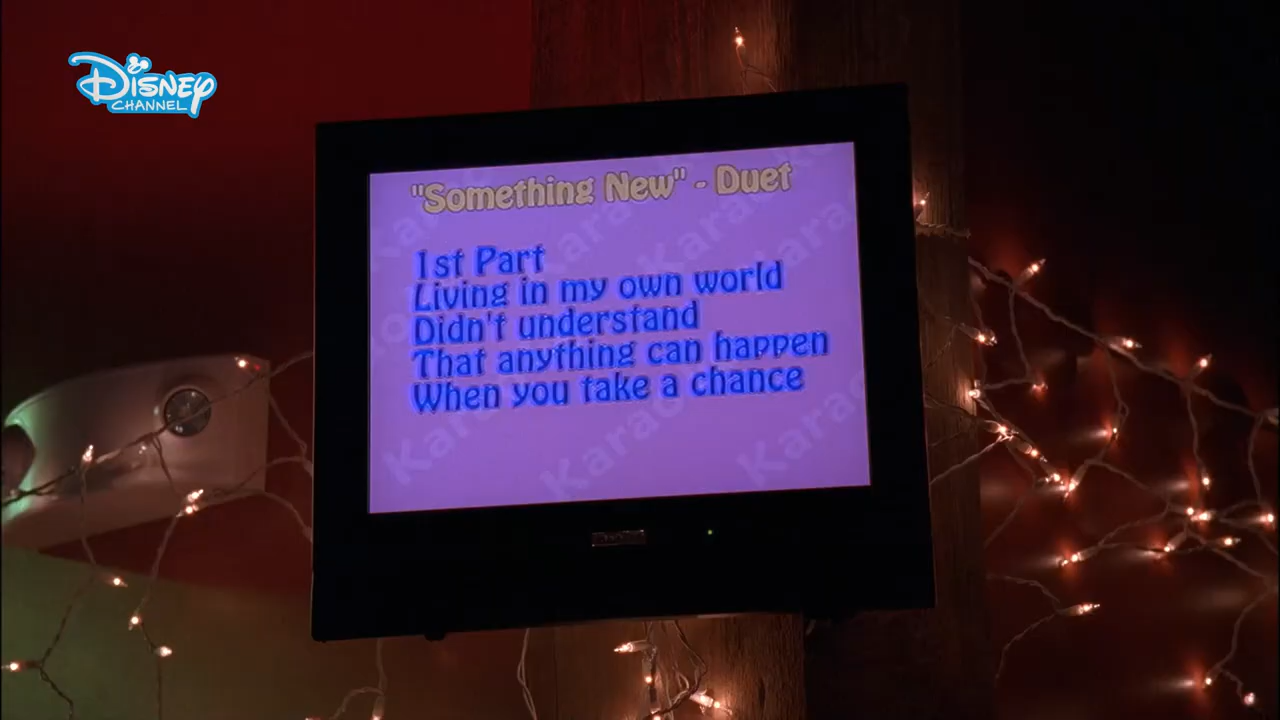 Disney
CHANNEL
"Something New" - Duet
1st Part
Living in my own world
Didn't understand
That anything can happen
When you take a chance
Karaoke